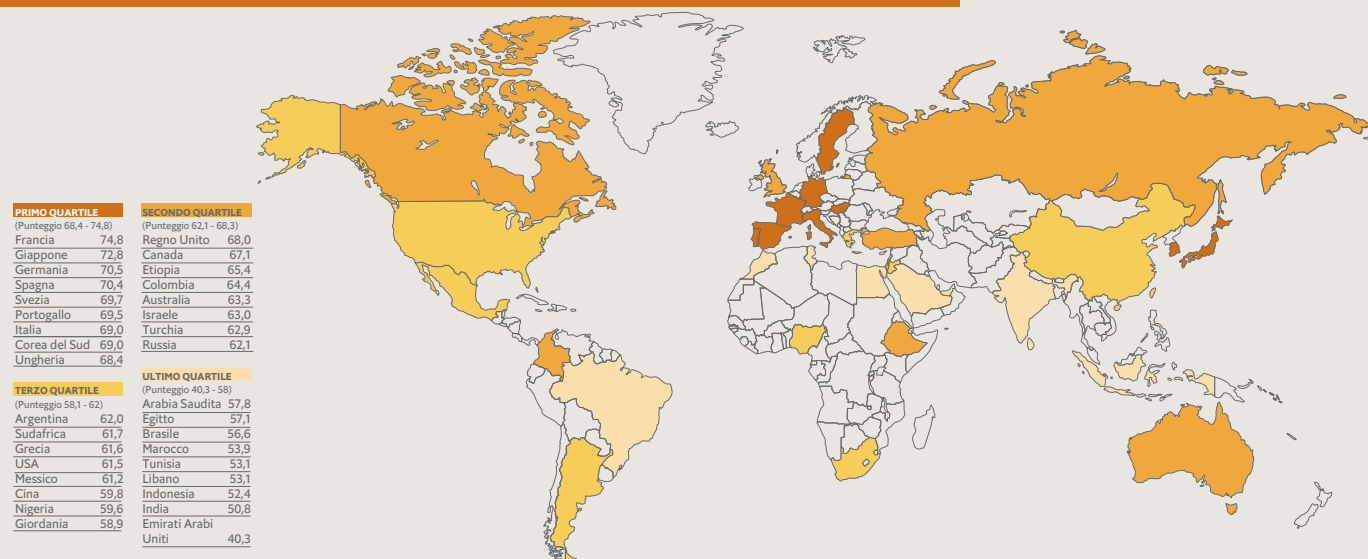 PRIMO QUARTILE
(Punteggio 68,4 - 74,8)
Francia 74,8
Giappone 72,8
Germania 70,5
Spagna 70,4
Svezia 69,7
Portogallo 69,5
Italia 69,0
Corea del Sud 69,0
Ungheria 68,4
SECONDO QUARTILE
(Punteggio 62,1 - 68,3)
Regno Unito 68,0
Canada 67,1
Etiopia 65,4
Colombia 64,4
Australia 63,3
Israele 63,0
Turchia 62,9
Russia 62,1
TERZO QUARTILE
(Punteggio 58,1 - 62)
Argentina 62,0
Sudafrica 61,7
Grecia 61,6
USA 61,5
Messico 61,2
Cina 59,8
Nigeria 59,6
Giordania 58,9
ULTIMO QUARTILE
(Punteggio 40,3 - 58)
Arabia Saudita 57,8
Egitto 57,1
Brasile 56,6
Marocco 53,9
Tunisia 53,1
Libano 53,1
Indonesia 52,4
India 50,8
Emirati Arabi
Uniti 40,3